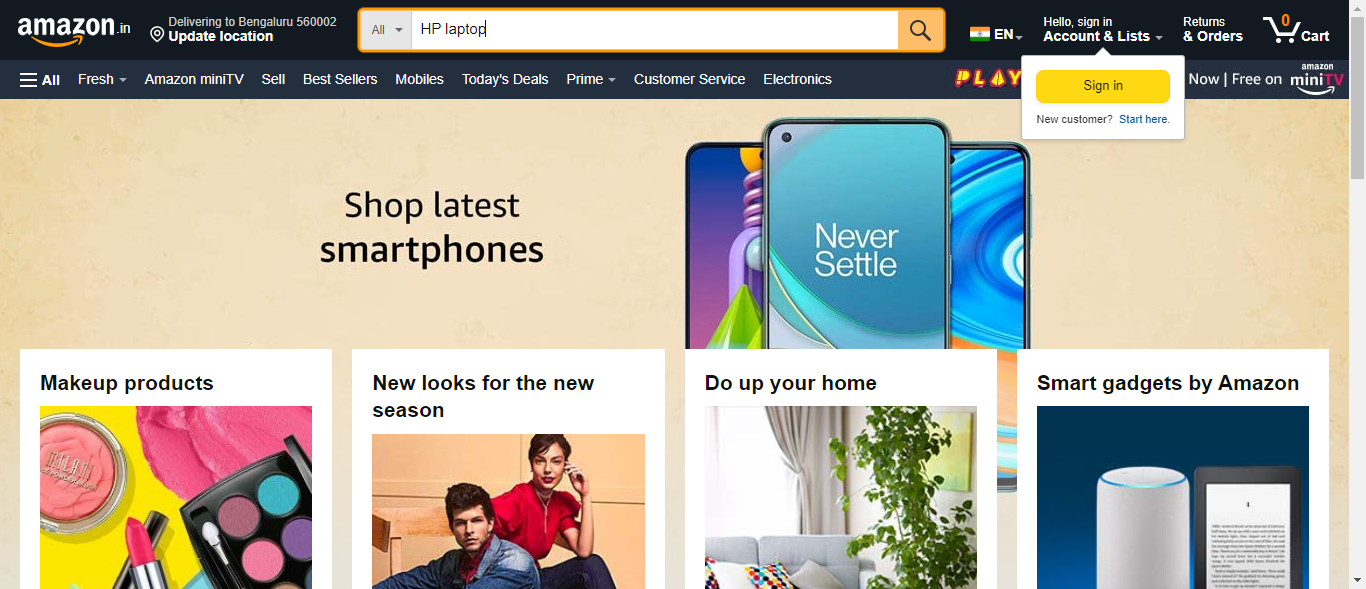 amazon.in
Delivering to Bengaluru 560002
Update location
All
HP laptop
EN
Hello, sign in
Account & Lists
Returns
& Orders
0
Cart
All
Fresh
Amazon miniTV
Sell
Best Sellers
Mobiles
Today's Deals
Prime
Customer Service
Electronics
PLAY
Now | Free on
amazon
miniTV
Sign in
New customer? Start here.
Shop latest
smartphones
Never
Settle
Makeup products
New looks for the new
season
Do up your home
Smart gadgets by Amazon
MILANI